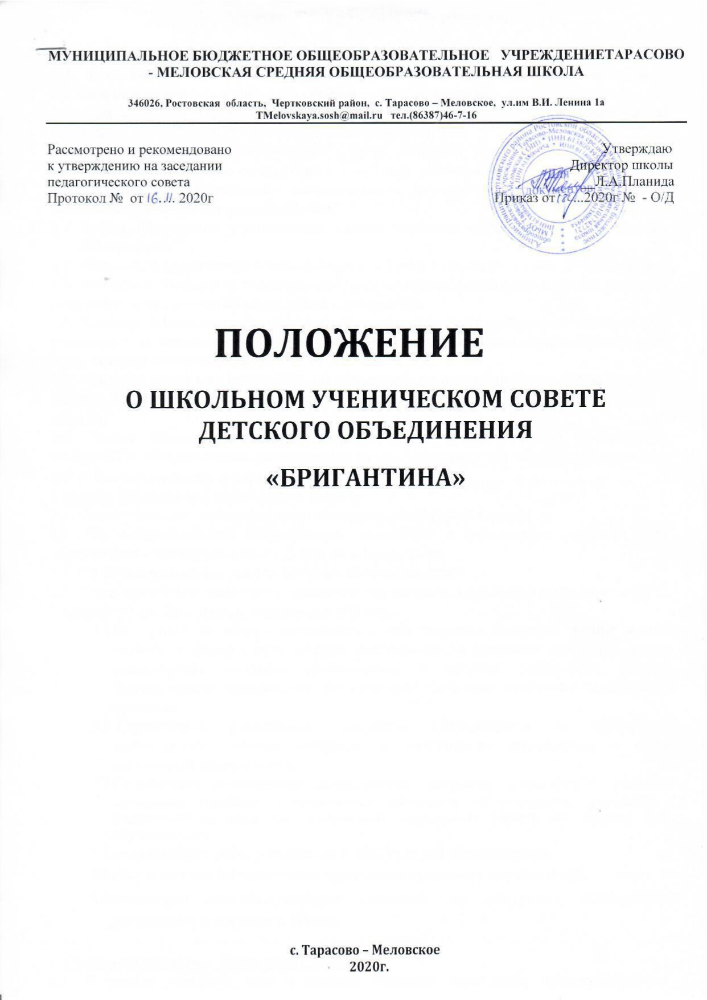 МУНИЦИПАЛЬНОЕ БЮДЖЕТНОЕ ОБЩЕОБРАЗОВАТЕЛЬНОЕ УЧРЕЖДЕНИЕТАРАСОВО
- МЕЛОВСКАЯ СРЕДНЯЯ ОБЩЕОБРАЗОВАТЕЛЬНАЯ ШКОЛА
346026, Ростовская область, Чертковский район, с. Тарасово – Меловское, ул.им В.И. Ленина 1а
TMelovskaya.sosh@mail.ru тел.(86387)46-7-16
Рассмотрено и рекомендовано
к утверждению на заседании
педагогического совета
Протокол № от 16.11. 2020г
Утверждаю
Директор школы
Л.А.Планида
Приказ от ...2020г № - О/Д
Для
документов
ПОЛОЖЕНИЕ
О ШКОЛЬНОМ УЧЕНИЧЕСКОМ СОВЕТЕ
ДЕТСКОГО ОБЪЕДИНЕНИЯ
«БРИГАНТИНА»
с. Тарасово – Меловское
2020г.